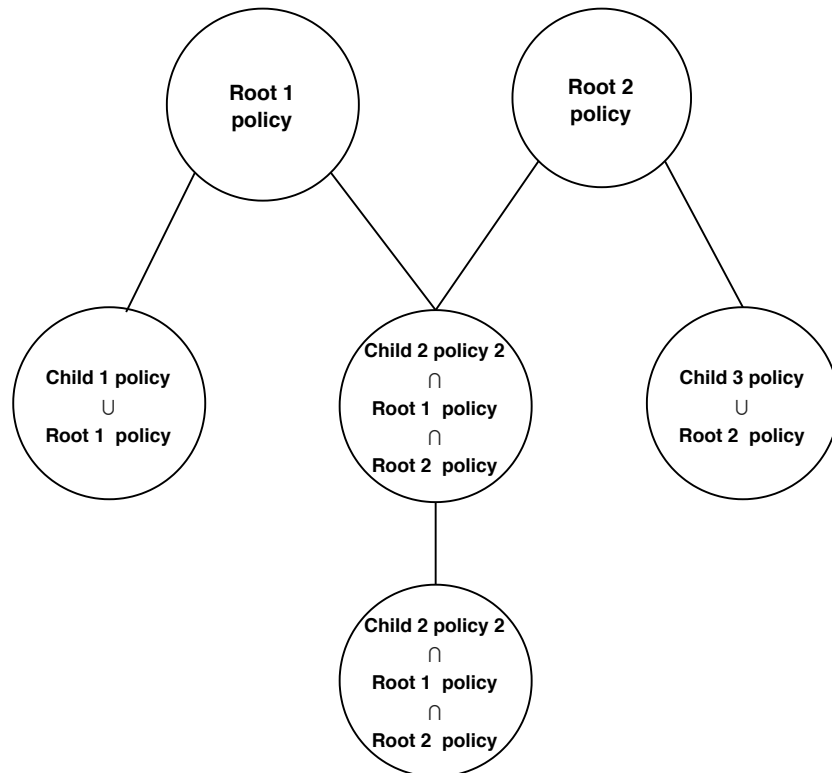 Root 1
policy
Root 2
policy
Child 1 policy
∪
Root 1 policy
Child 2 policy 2
∩
Root 1 policy
∩
Root 2 policy
Child 3 policy
∪
Root 2 policy
Child 2 policy 2
∩
Root 1 policy
∩
Root 2 policy